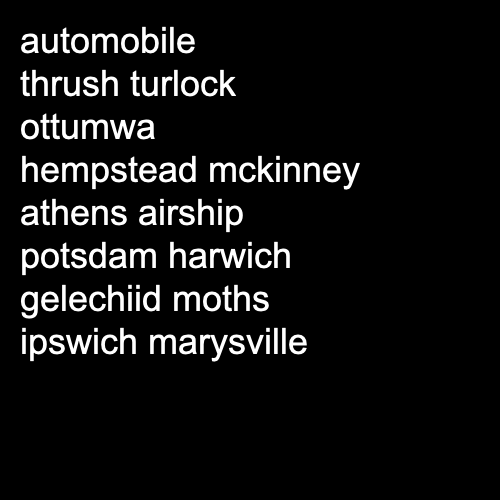 automobile
thrush turlock
ottumwa
hempstead mckinney
athens airship
potsdam harwich
gelechiid moths
ipswich marysville